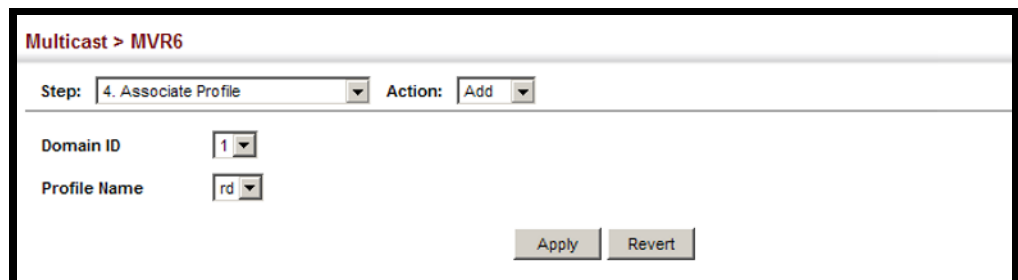 Multicast > MVR6
Step: 4. Associate Profile Action: Add
Domain ID 1
Profile Name rd
Apply Revert